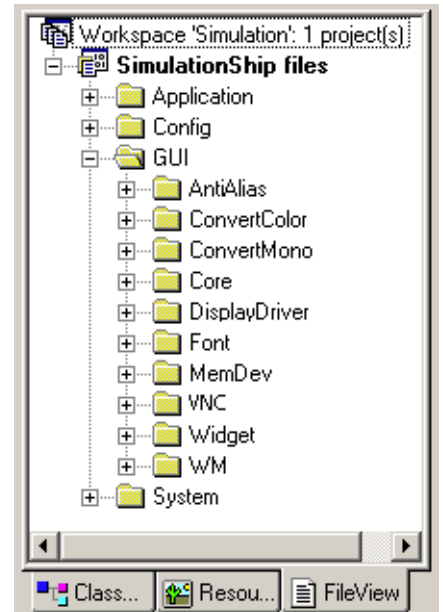 Workspace 'Simulation': 1 project(s)
SimulationShip files
Application
Config
GUI
AntiAlias
ConvertColor
ConvertMono
Core
DisplayDriver
Font
MemDev
VNC
Widget
WM
System
Class... Resou... FileView